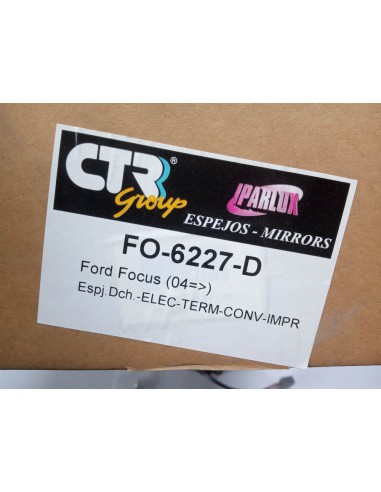 CTR® Group
IPARLUX
ESPEJOS - MIRRORS
FO-6227-D
Ford Focus (04=>)
Espj.Dch.-ELEC-TERM-CONV-IMPR